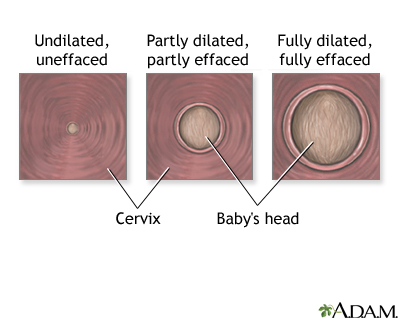 Undilated,
uneffaced
Partly dilated,
partly effaced
Fully dilated,
fully effaced
Cervix
Baby's head
A.D.A.M.